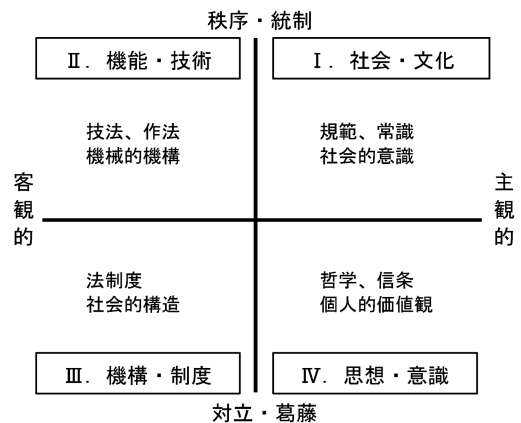 秩序・統制
Ⅱ．機能・技術
Ⅰ．社会・文化
技法、作法
機械的機構
規範、常識
社会的意識
客観的
主観的
法制度
社会的構造
哲学、信条
個人的価値観
Ⅲ．機構・制度
Ⅳ．思想・意識
対立・葛藤